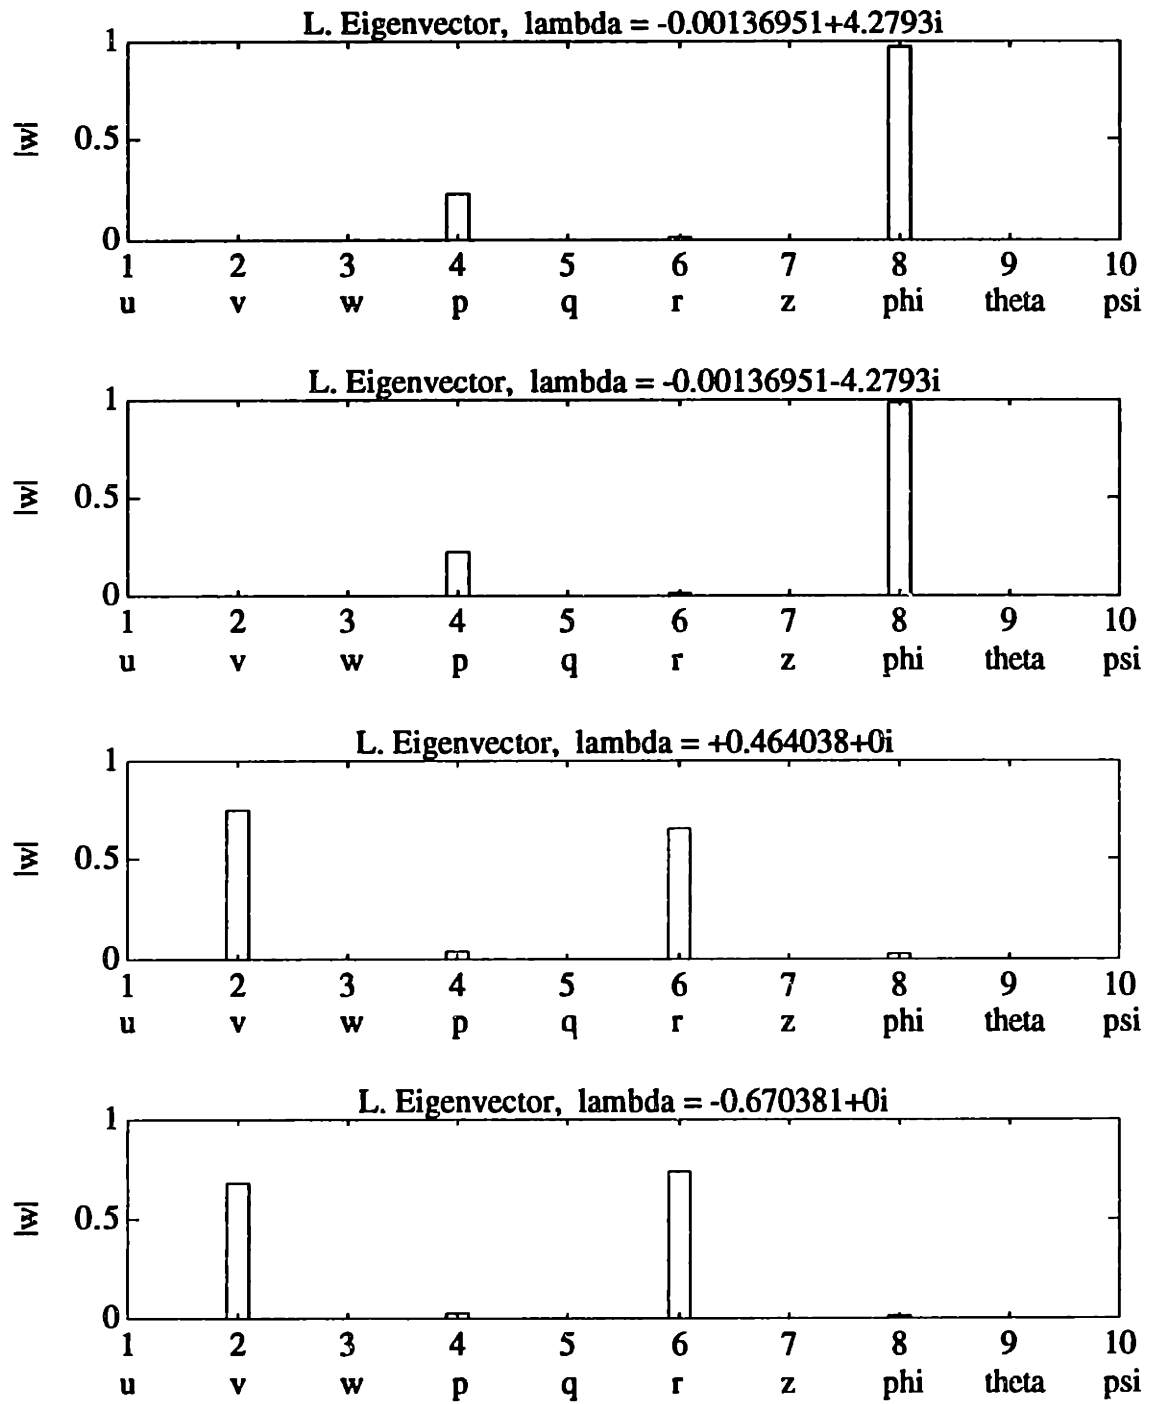 L. Eigenvector, lambda = -0.00136951+4.2793i
1
0.5
0
|w|
1 2 3 4 5 6 7 8 9 10
u v w p q r z phi theta psi
L. Eigenvector, lambda = -0.00136951-4.2793i
1
0.5
0
|w|
1 2 3 4 5 6 7 8 9 10
u v w p q r z phi theta psi
L. Eigenvector, lambda = +0.464038+0i
1
0.5
0
|w|
1 2 3 4 5 6 7 8 9 10
u v w p q r z phi theta psi
L. Eigenvector, lambda = -0.670381+0i
1
0.5
0
|w|
1 2 3 4 5 6 7 8 9 10
u v w p q r z phi theta psi